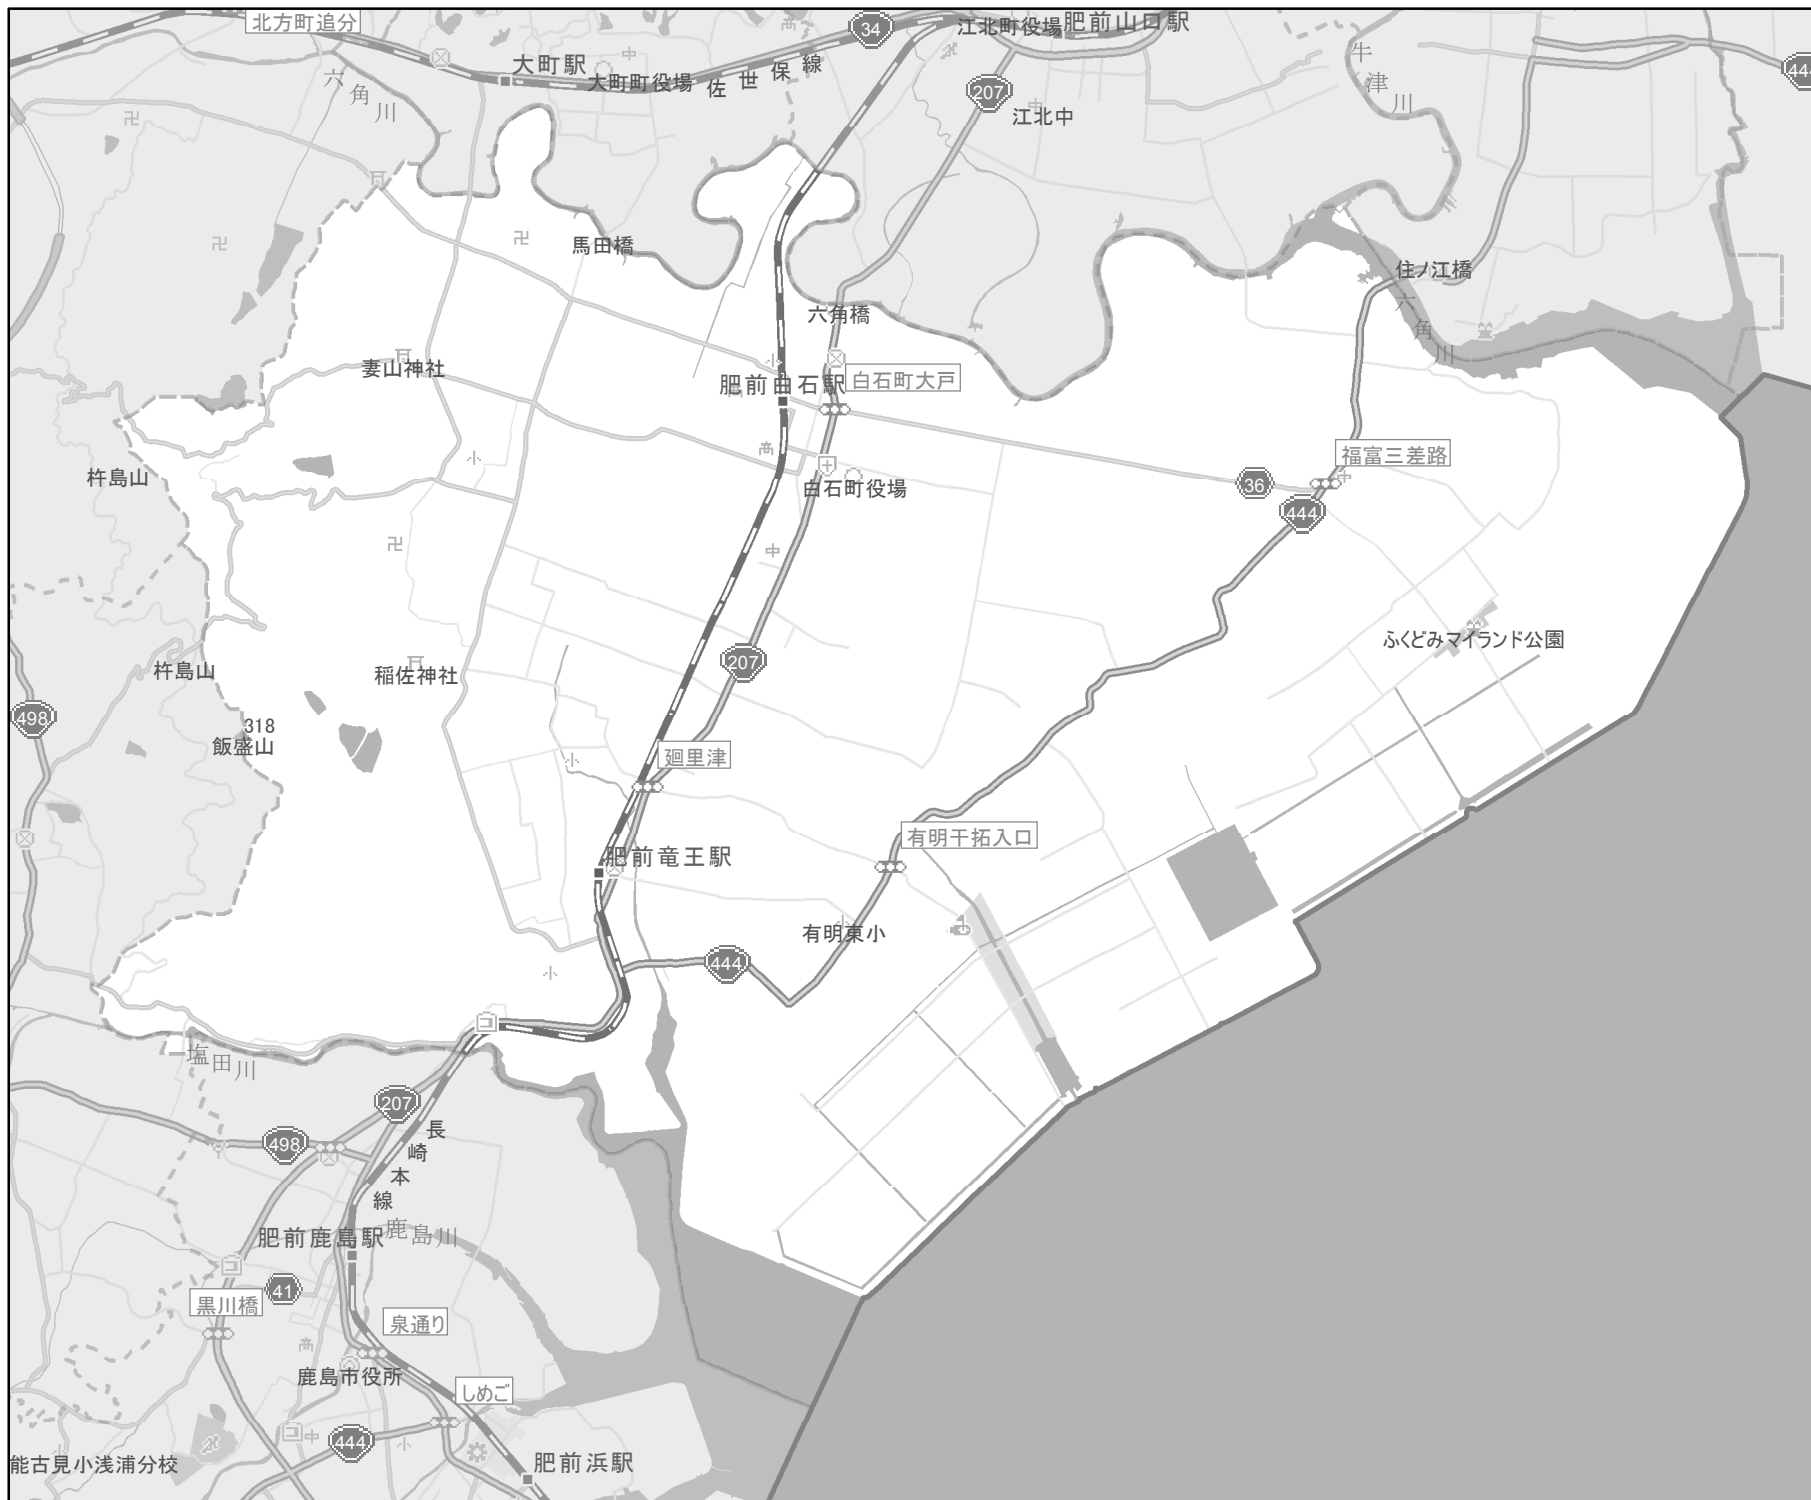 北方町追分
34
江北町役場
肥前山口駅
大町駅
大町町役場
佐世保線
六角川
207
江北中
牛津川
444
馬田橋
住ノ江橋
六角川
六角橋
妻山神社
肥前白石駅
白石町大戸
福富三差路
杵島山
36
白石町役場
444
杵島山
稲佐神社
207
ふくどみマイランド公園
498
318
飯盛山
廻里津
有明干拓入口
肥前竜王駅
有明東小
444
塩田川
207
498
長崎本線
肥前鹿島駅
鹿島川
41
黒川橋
泉通り
鹿島市役所
しめご
444
能古見小浅浦分校
肥前浜駅